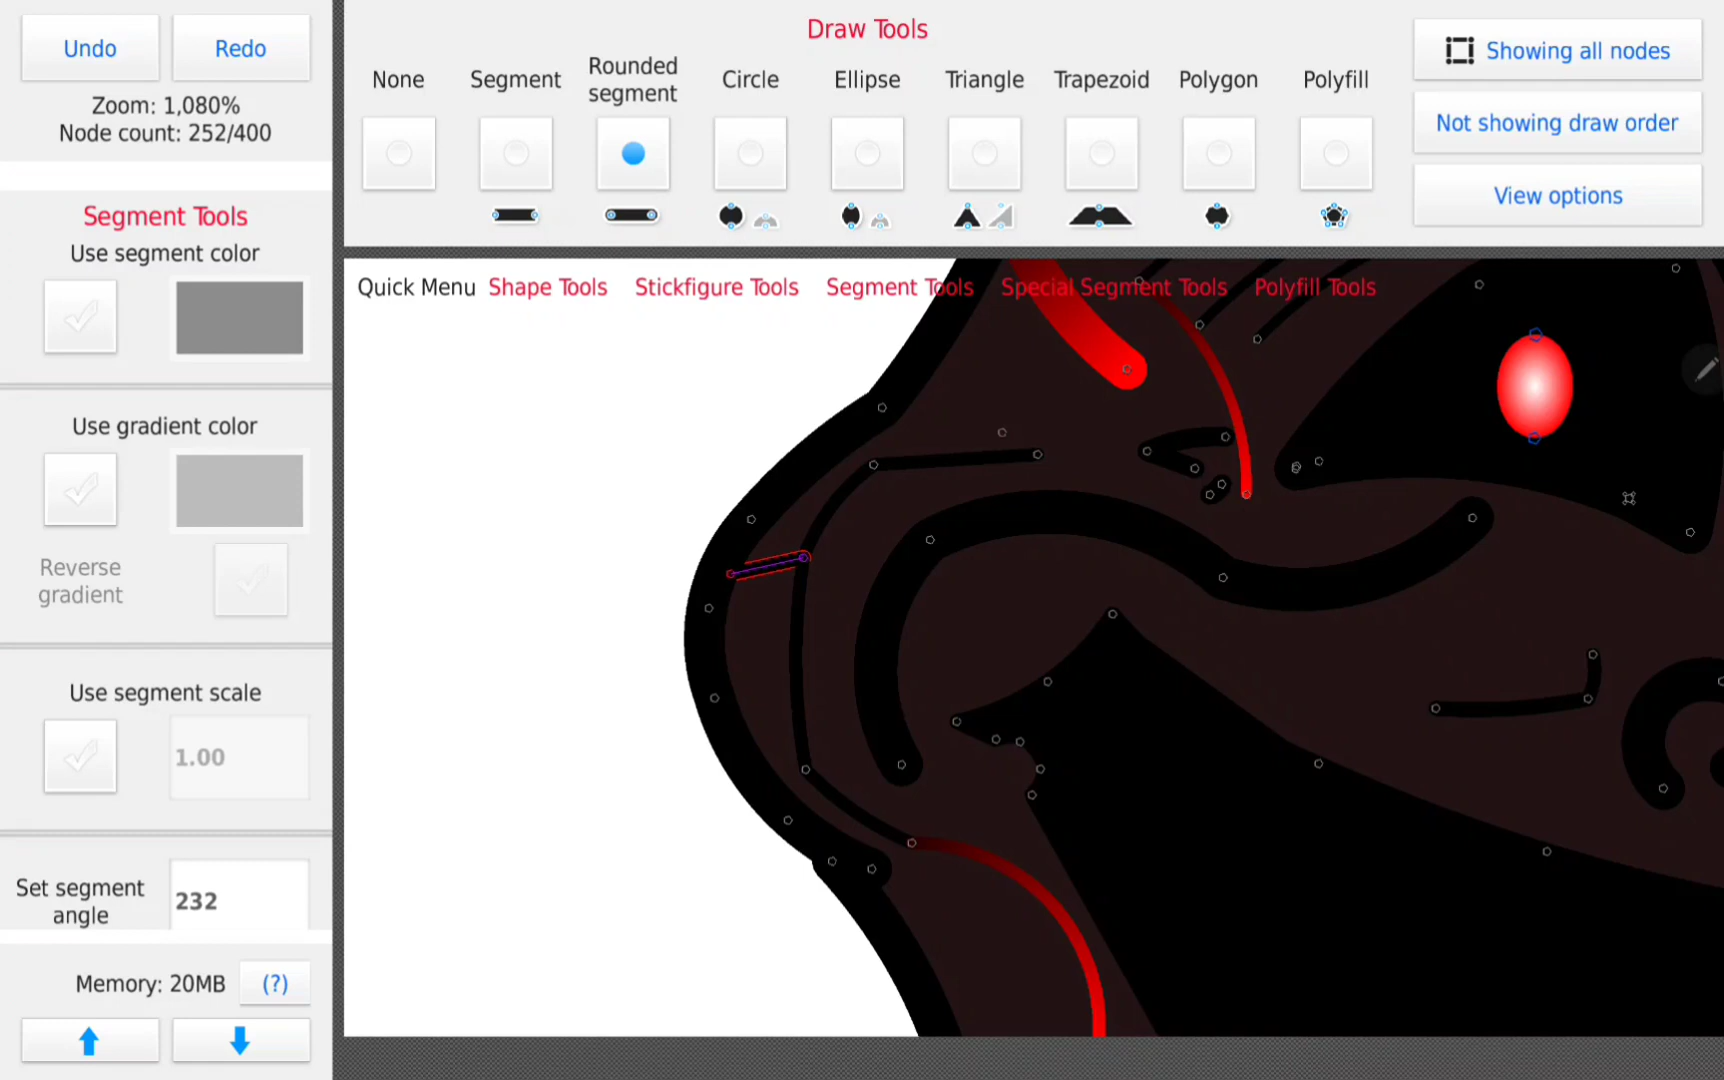 Undo
Redo
Zoom: 1,080%
Node count: 252/400
Segment Tools
Use segment color
Use gradient color
Reverse
gradient
Use segment scale
1.00
Set segment
angle
232
Memory: 20MB
(?)
Draw Tools
None
Segment
Rounded
segment
Circle
Ellipse
Triangle
Trapezoid
Polygon
Polyfill
Showing all nodes
Not showing draw order
View options
Quick Menu Shape Tools Stickfigure Tools Segment Tools Special Segment Tools Polyfill Tools